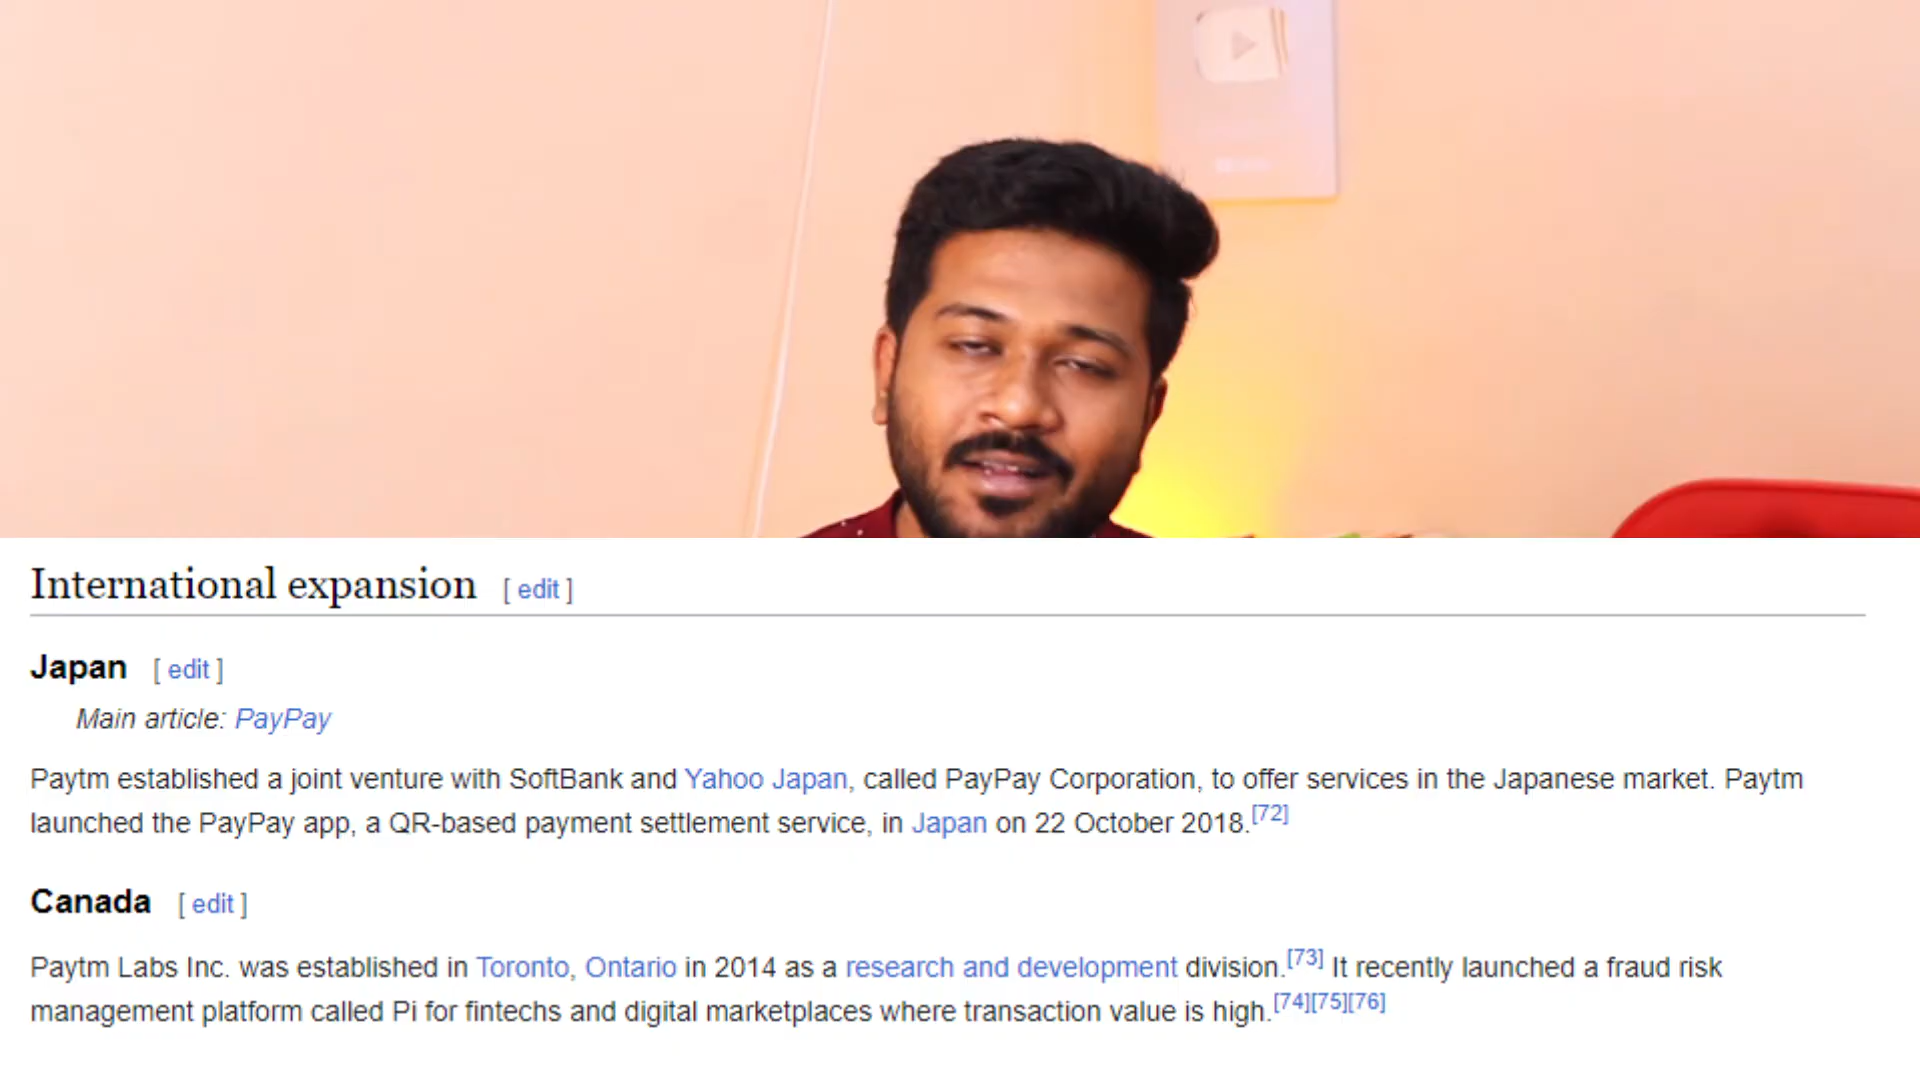 International expansion [ edit ]
Japan [ edit ]
Main article: PayPay
Paytm established a joint venture with SoftBank and Yahoo Japan, called PayPay Corporation, to offer services in the Japanese market. Paytm
launched the PayPay app, a QR-based payment settlement service, in Japan on 22 October 2018.[72]
Canada [ edit ]
Paytm Labs Inc. was established in Toronto, Ontario in 2014 as a research and development division.[73] It recently launched a fraud risk
management platform called Pi for fintechs and digital marketplaces where transaction value is high.[74][75][76]